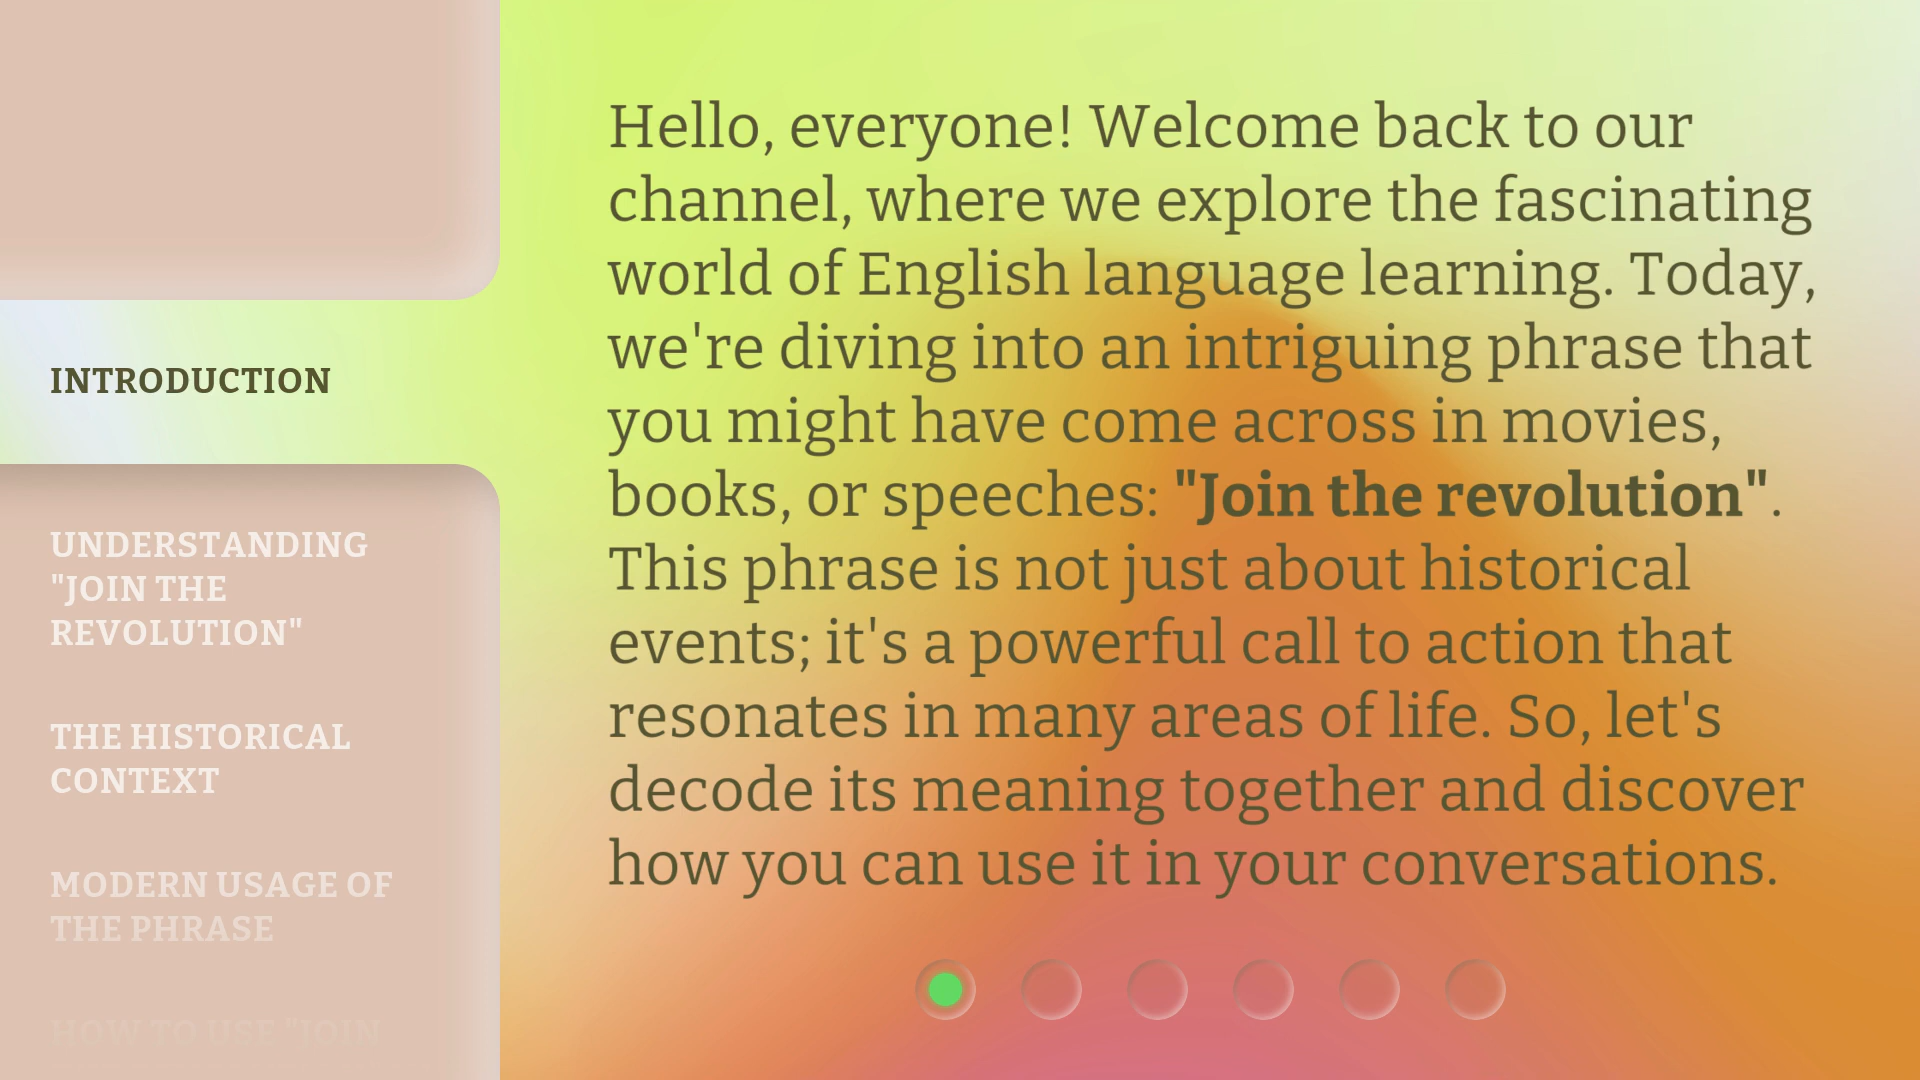 INTRODUCTION
UNDERSTANDING
"JOIN THE
REVOLUTION"
THE HISTORICAL
CONTEXT
MODERN USAGE OF
THE PHRASE
HOW TO USE "JOIN
Hello, everyone! Welcome back to our
channel, where we explore the fascinating
world of English language learning. Today,
we're diving into an intriguing phrase that
you might have come across in movies,
books, or speeches: "Join the revolution".
This phrase is not just about historical
events; it's a powerful call to action that
resonates in many areas of life. So, let's
decode its meaning together and discover
how you can use it in your conversations.